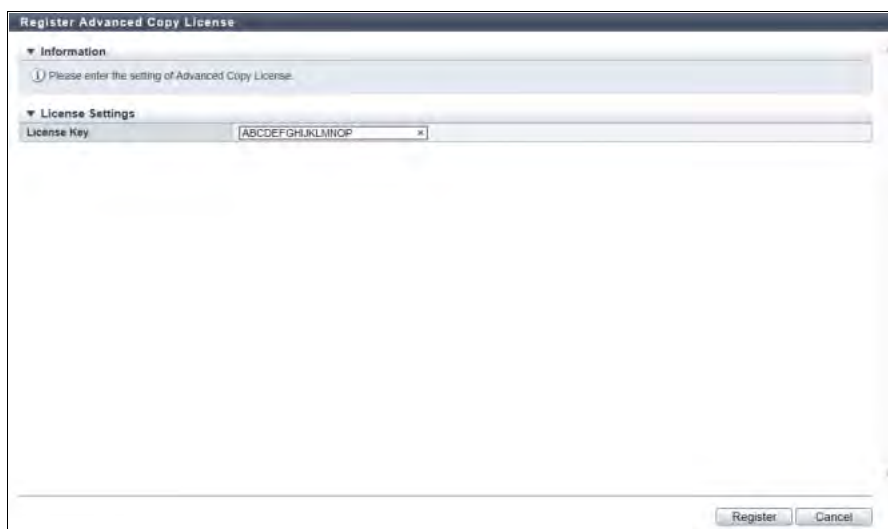 Register Advanced Copy License
▼ Information
ⓘ Please enter the setting of Advanced Copy License.
▼ License Settings
License Key ABCDEFGHIJKLMNOP ×
Register Cancel